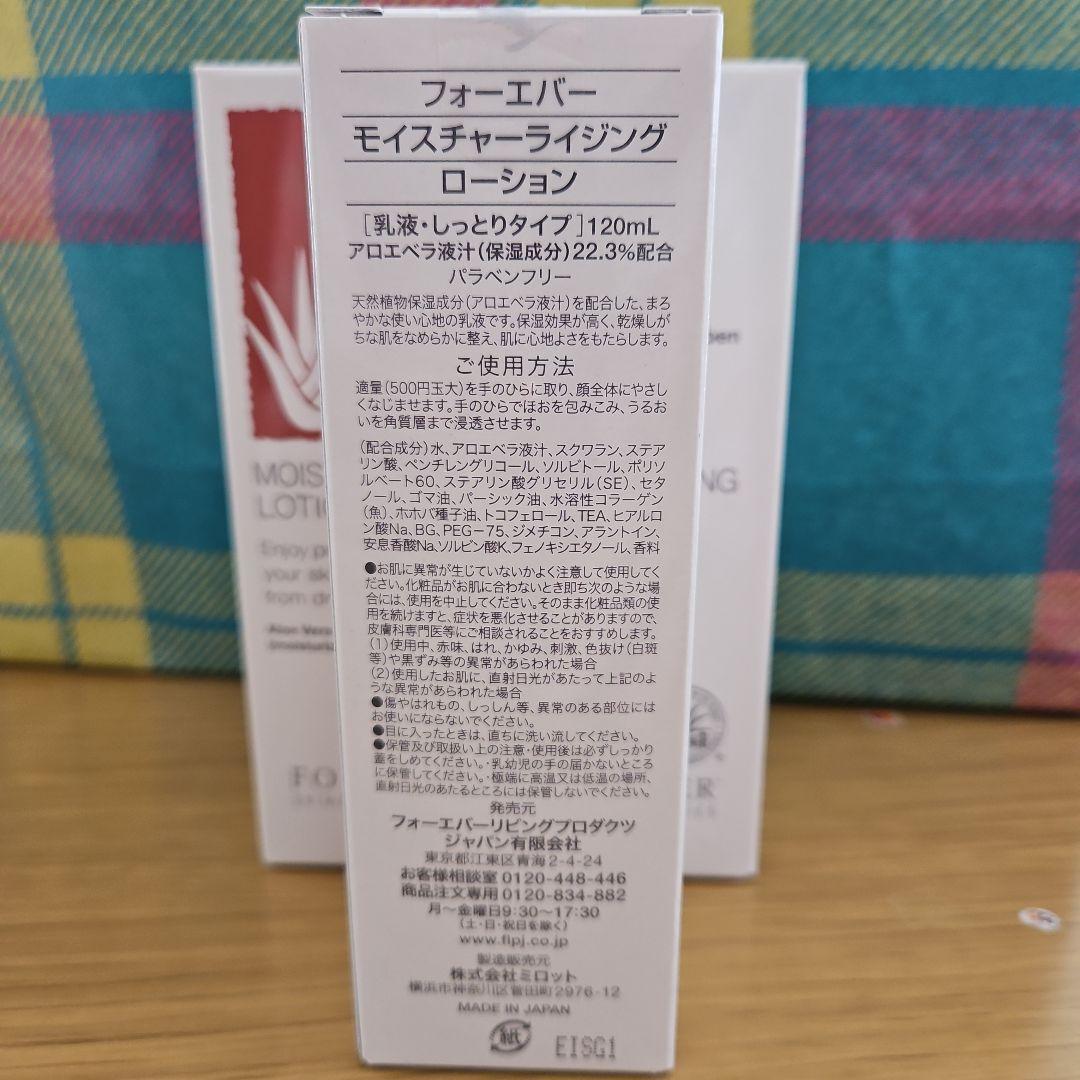 フォーエバー
モイスチャーライジング
ローション
[乳液・しっとりタイプ]120mL
アロエベラ液汁(保湿成分)22.3%配合
パラベンフリー
天然植物保湿成分(アロエベラ液汁)を配合した、まろ
やかな使い心地の乳液です。保湿効果が高く、乾燥しが
ちな肌をなめらかに整え、肌に心地よさをもたらします。
ご使用方法
適量(500円玉大)を手のひらに取り、顔全体にやさし
くなじませます。手のひらでほおを包みこみ、うるお
いを角質層まで浸透させます。
(配合成分)水、アロエベラ液汁、スクワラン、ステア
リン酸、ペンチレングリコール、ソルビトール、ポリソ
ルベート60、ステアリン酸グリセリル(SE)、セタ
ノール、ゴマ油、パーシック油、水溶性コラーゲン
(魚)、ホホバ種子油、トコフェロール、TEA、ヒアルロ
ン酸Na、BG、PEG-75、ジメチコン、アラントイン、
安息香酸Na、ソルビン酸K、フェノキシエタノール、香料
●お肌に異常が生じていないかよく注意して使用してく
ださい。化粧品がお肌に合わないとき即ち次のような場
合には、使用を中止してください。そのまま化粧品類の使
用を続けますと、症状を悪化させることがありますので、
皮膚科専門医等にご相談されることをおすすめします。
(1)使用中、赤味、はれ、かゆみ、刺激、色抜け(白斑
等)や黒ずみ等の異常があらわれた場合
(2)使用したお肌に、直射日光があたって上記のよ
うな異常があらわれた場合
●傷やはれもの、しっしん等、異常のある部位には
お使いにならないでください。
●目に入ったときは、直ちに洗い流してください。
●保管及び取扱い上の注意・使用後は必ずしっかり
蓋をしめてください。・乳幼児の手の届かないところ
に保管してください。・極端に高温又は低温の場所、
直射日光のあたるところには保管しないでください。
発売元
フォーエバーリビングプロダクツ
ジャパン有限会社
東京都江東区青海2-4-24
お客様相談室 0120-448-446
商品注文専用 0120-834-882
月～金曜日9:30～17:30
(土・日・祝日を除く)
www.flpj.co.jp
製造販売元
株式会社ミロット
横浜市神奈川区菅田町2976-12
MADE IN JAPAN
紙
EISG1
MOIS
LOTI
Enjoy p
your sk
from dr
NG
FO
ER